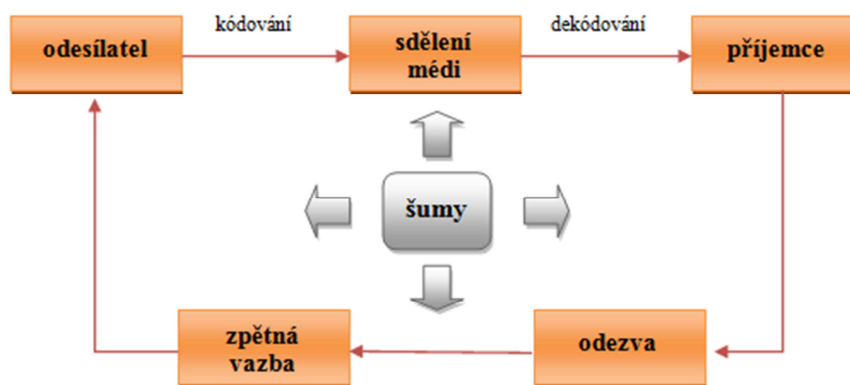 odesílatel
kódování
sdělení
médi
dekódování
příjemce
šumy
zpětná
vazba
odezva